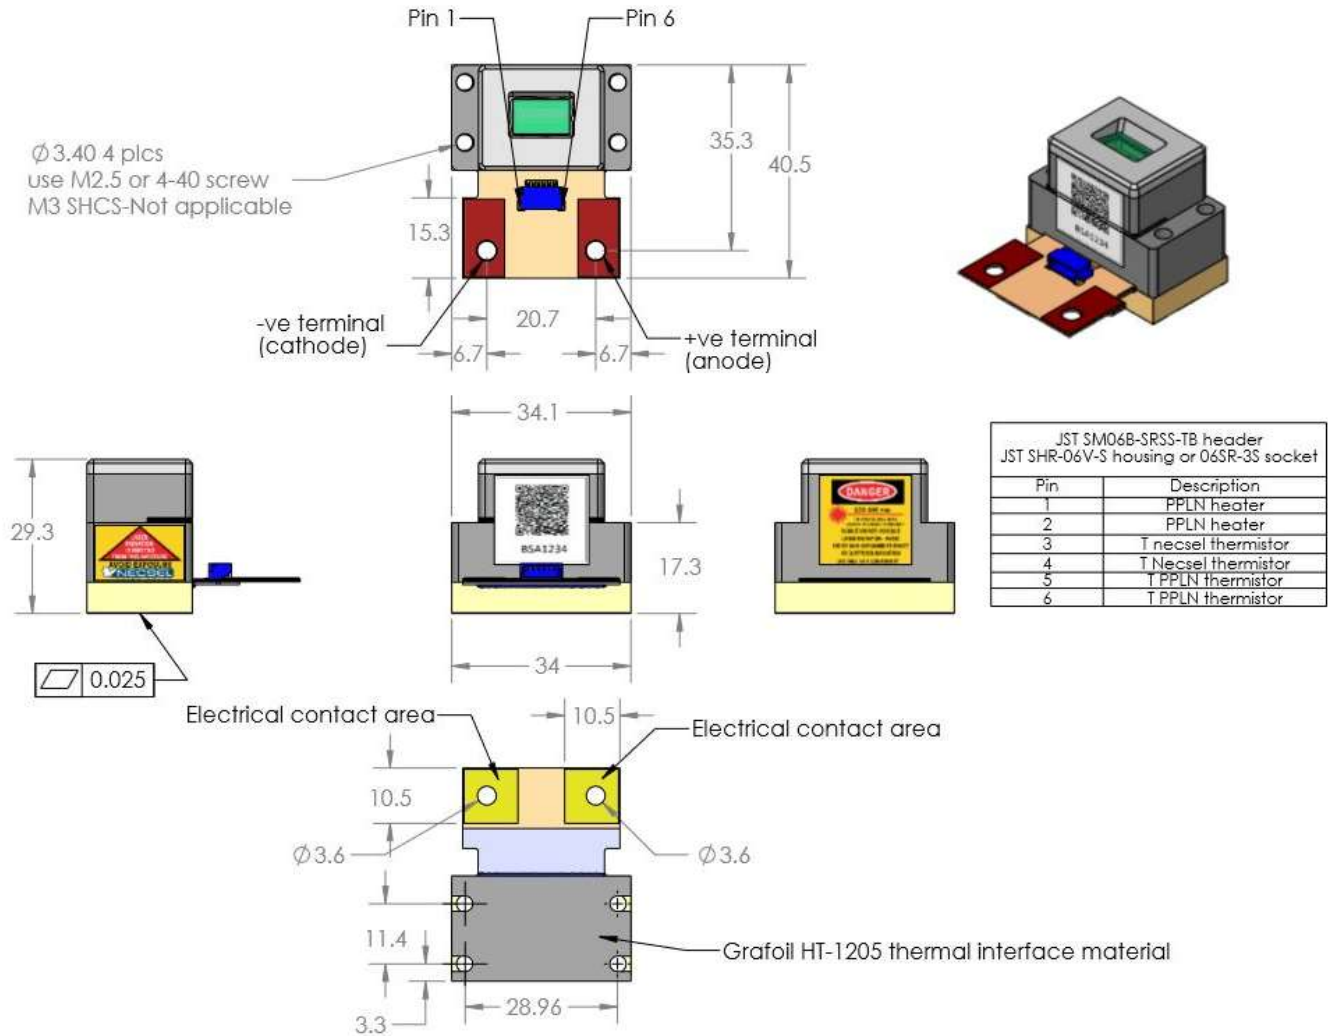 Pin 1
Pin 6
Ø 3.40 4 plcs
use M2.5 or 4-40 screw
M3 SHCS-Not applicable
35.3
40.5
15.3
BSA1234
-ve terminal
(cathode)
20.7
6.7
6.7
+ve terminal
(anode)
34.1
29.3
AVOID EXPOSURE
NECSEL
BSA1234
17.3
DANGER
34
0.025
JST SM06B-SRSS-TB header
JST SHR-06V-S housing or 06SR-3S socket
Pin Description
1 PPLN heater
2 PPLN heater
3 T necsel thermistor
4 T Necsel thermistor
5 T PPLN thermistor
6 T PPLN thermistor
Electrical contact area
10.5
Electrical contact area
10.5
Ø3.6
Ø3.6
11.4
Grafoil HT-1205 thermal interface material
28.96
3.3